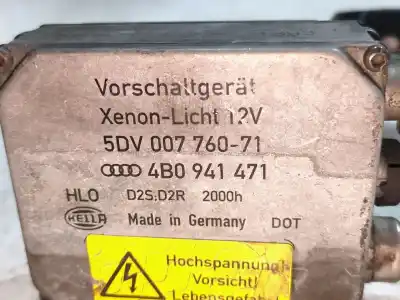 Vorschaltgerät
Xenon-Licht 12V
5DV 007 760-71
4B0 941 471
HLO D2S,D2R 2000h
HELLA Made in Germany DOT
Hochspannung
Vorsicht!
Lebensgefahr